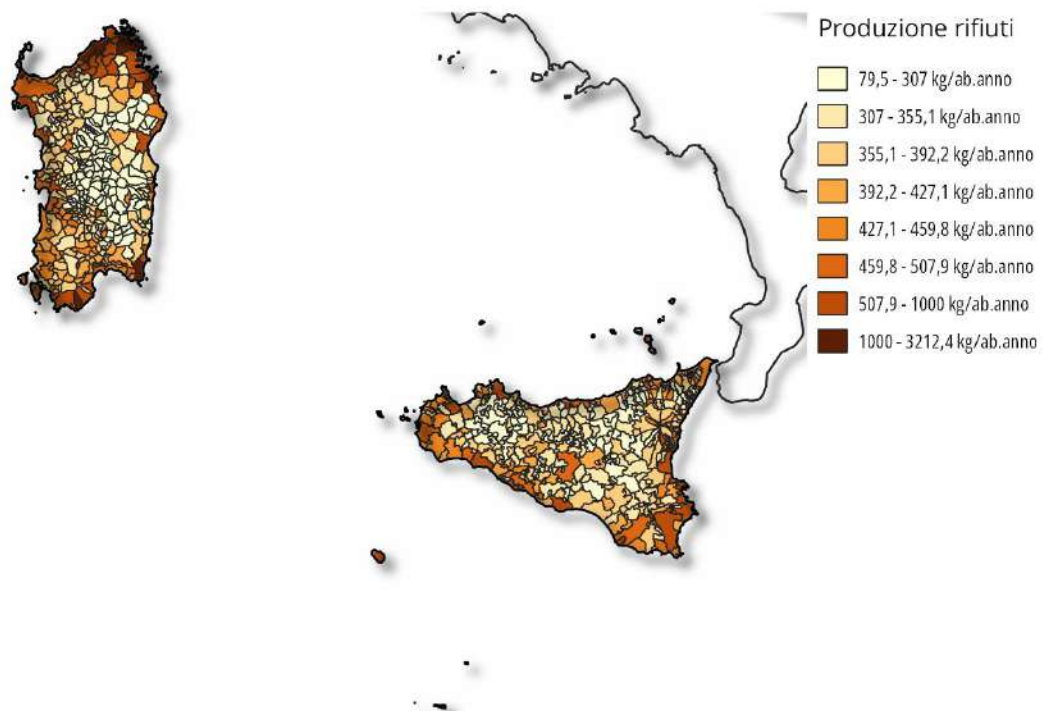 Produzione rifiuti
79,5 - 307 kg/ab.anno
307 - 355,1 kg/ab.anno
355,1 - 392,2 kg/ab.anno
392,2 - 427,1 kg/ab.anno
427,1 - 459,8 kg/ab.anno
459,8 - 507,9 kg/ab.anno
507,9 - 1000 kg/ab.anno
1000 - 3212,4 kg/ab.anno